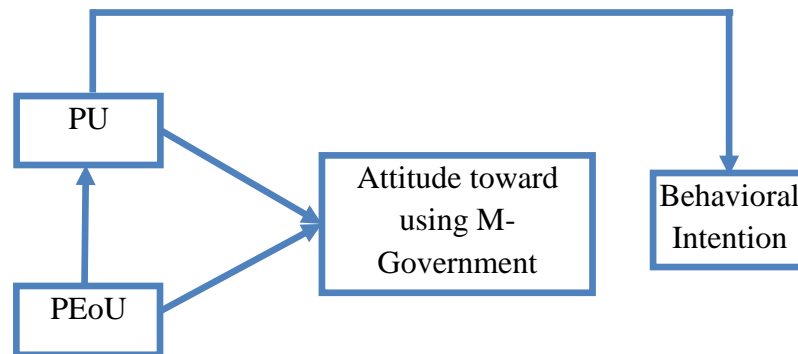 PU
Attitude toward
using M-
Government
Behavioral
Intention
PEoU